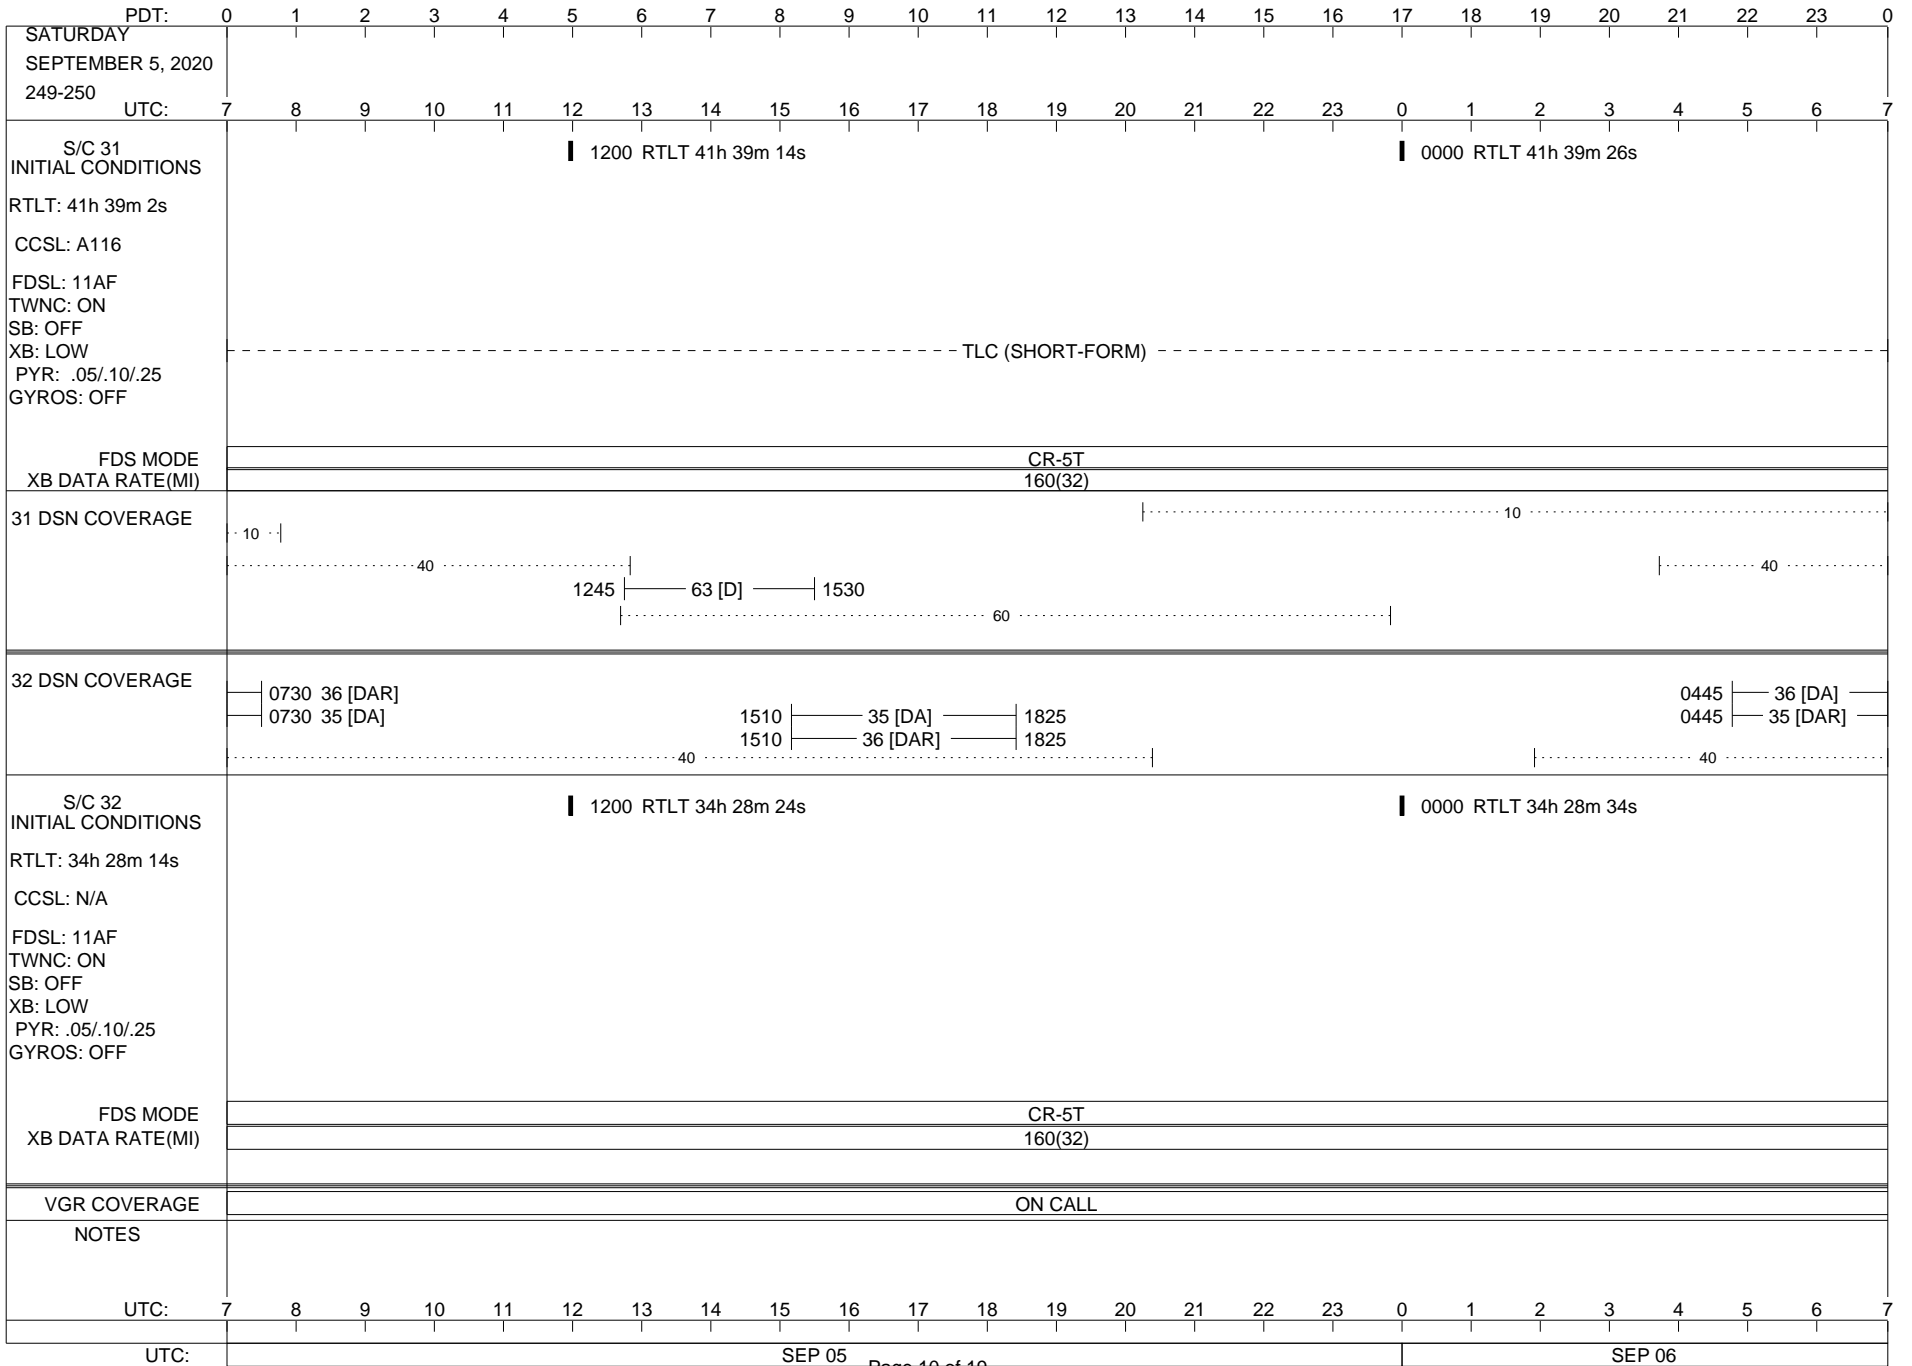 PDT: 0 1 2 3 4 5 6 7 8 9 10 11 12 13 14 15 16 17 18 19 20 21 22 23 0
SATURDAY
SEPTEMBER 5, 2020
249-250
UTC: 7 8 9 10 11 12 13 14 15 16 17 18 19 20 21 22 23 0 1 2 3 4 5 6 7
S/C 31
INITIAL CONDITIONS
1200 RTLT 41h 39m 14s
0000 RTLT 41h 39m 26s
RTLT: 41h 39m 2s
CCSL: A116
FDSL: 11AF
TWNC: ON
SB: OFF
XB: LOW
TLC (SHORT-FORM)
PYR: .05/.10/.25
GYROS: OFF
FDS MODE CR-5T
XB DATA RATE(MI) 160(32)
31 DSN COVERAGE
10
10
40
40
1245 63 [D] 1530
60
32 DSN COVERAGE
0730 36 [DAR]
0445 36 [DA]
0730 35 [DA]
1510 35 [DA] 1825
0445 35 [DAR]
1510 36 [DAR] 1825
40
40
S/C 32
INITIAL CONDITIONS
1200 RTLT 34h 28m 24s
0000 RTLT 34h 28m 34s
RTLT: 34h 28m 14s
CCSL: N/A
FDSL: 11AF
TWNC: ON
SB: OFF
XB: LOW
PYR: .05/.10/.25
GYROS: OFF
FDS MODE CR-5T
XB DATA RATE(MI) 160(32)
VGR COVERAGE ON CALL
NOTES
UTC: 7 8 9 10 11 12 13 14 15 16 17 18 19 20 21 22 23 0 1 2 3 4 5 6 7
UTC: SEP 05 SEP 06
Page 10 of 10